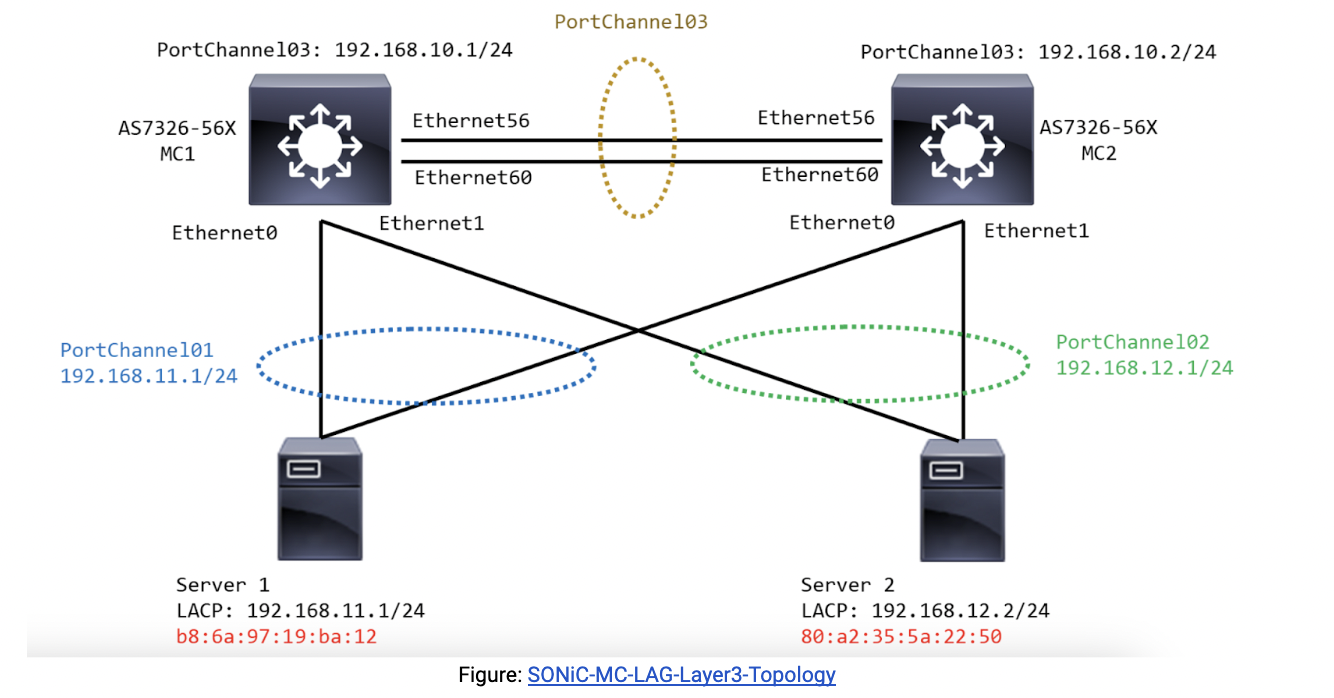 PortChannel03
PortChannel03: 192.168.10.1/24
PortChannel03: 192.168.10.2/24
AS7326-56X
MC1
Ethernet56
Ethernet56
AS7326-56X
MC2
Ethernet60
Ethernet60
Ethernet0
Ethernet1
Ethernet0
Ethernet1
PortChannel01
192.168.11.1/24
PortChannel02
192.168.12.1/24
Server 1
LACP: 192.168.11.1/24
b8:6a:97:19:ba:12
Server 2
LACP: 192.168.12.2/24
80:a2:35:5a:22:50
Figure: SONiC-MC-LAG-Layer3-Topology